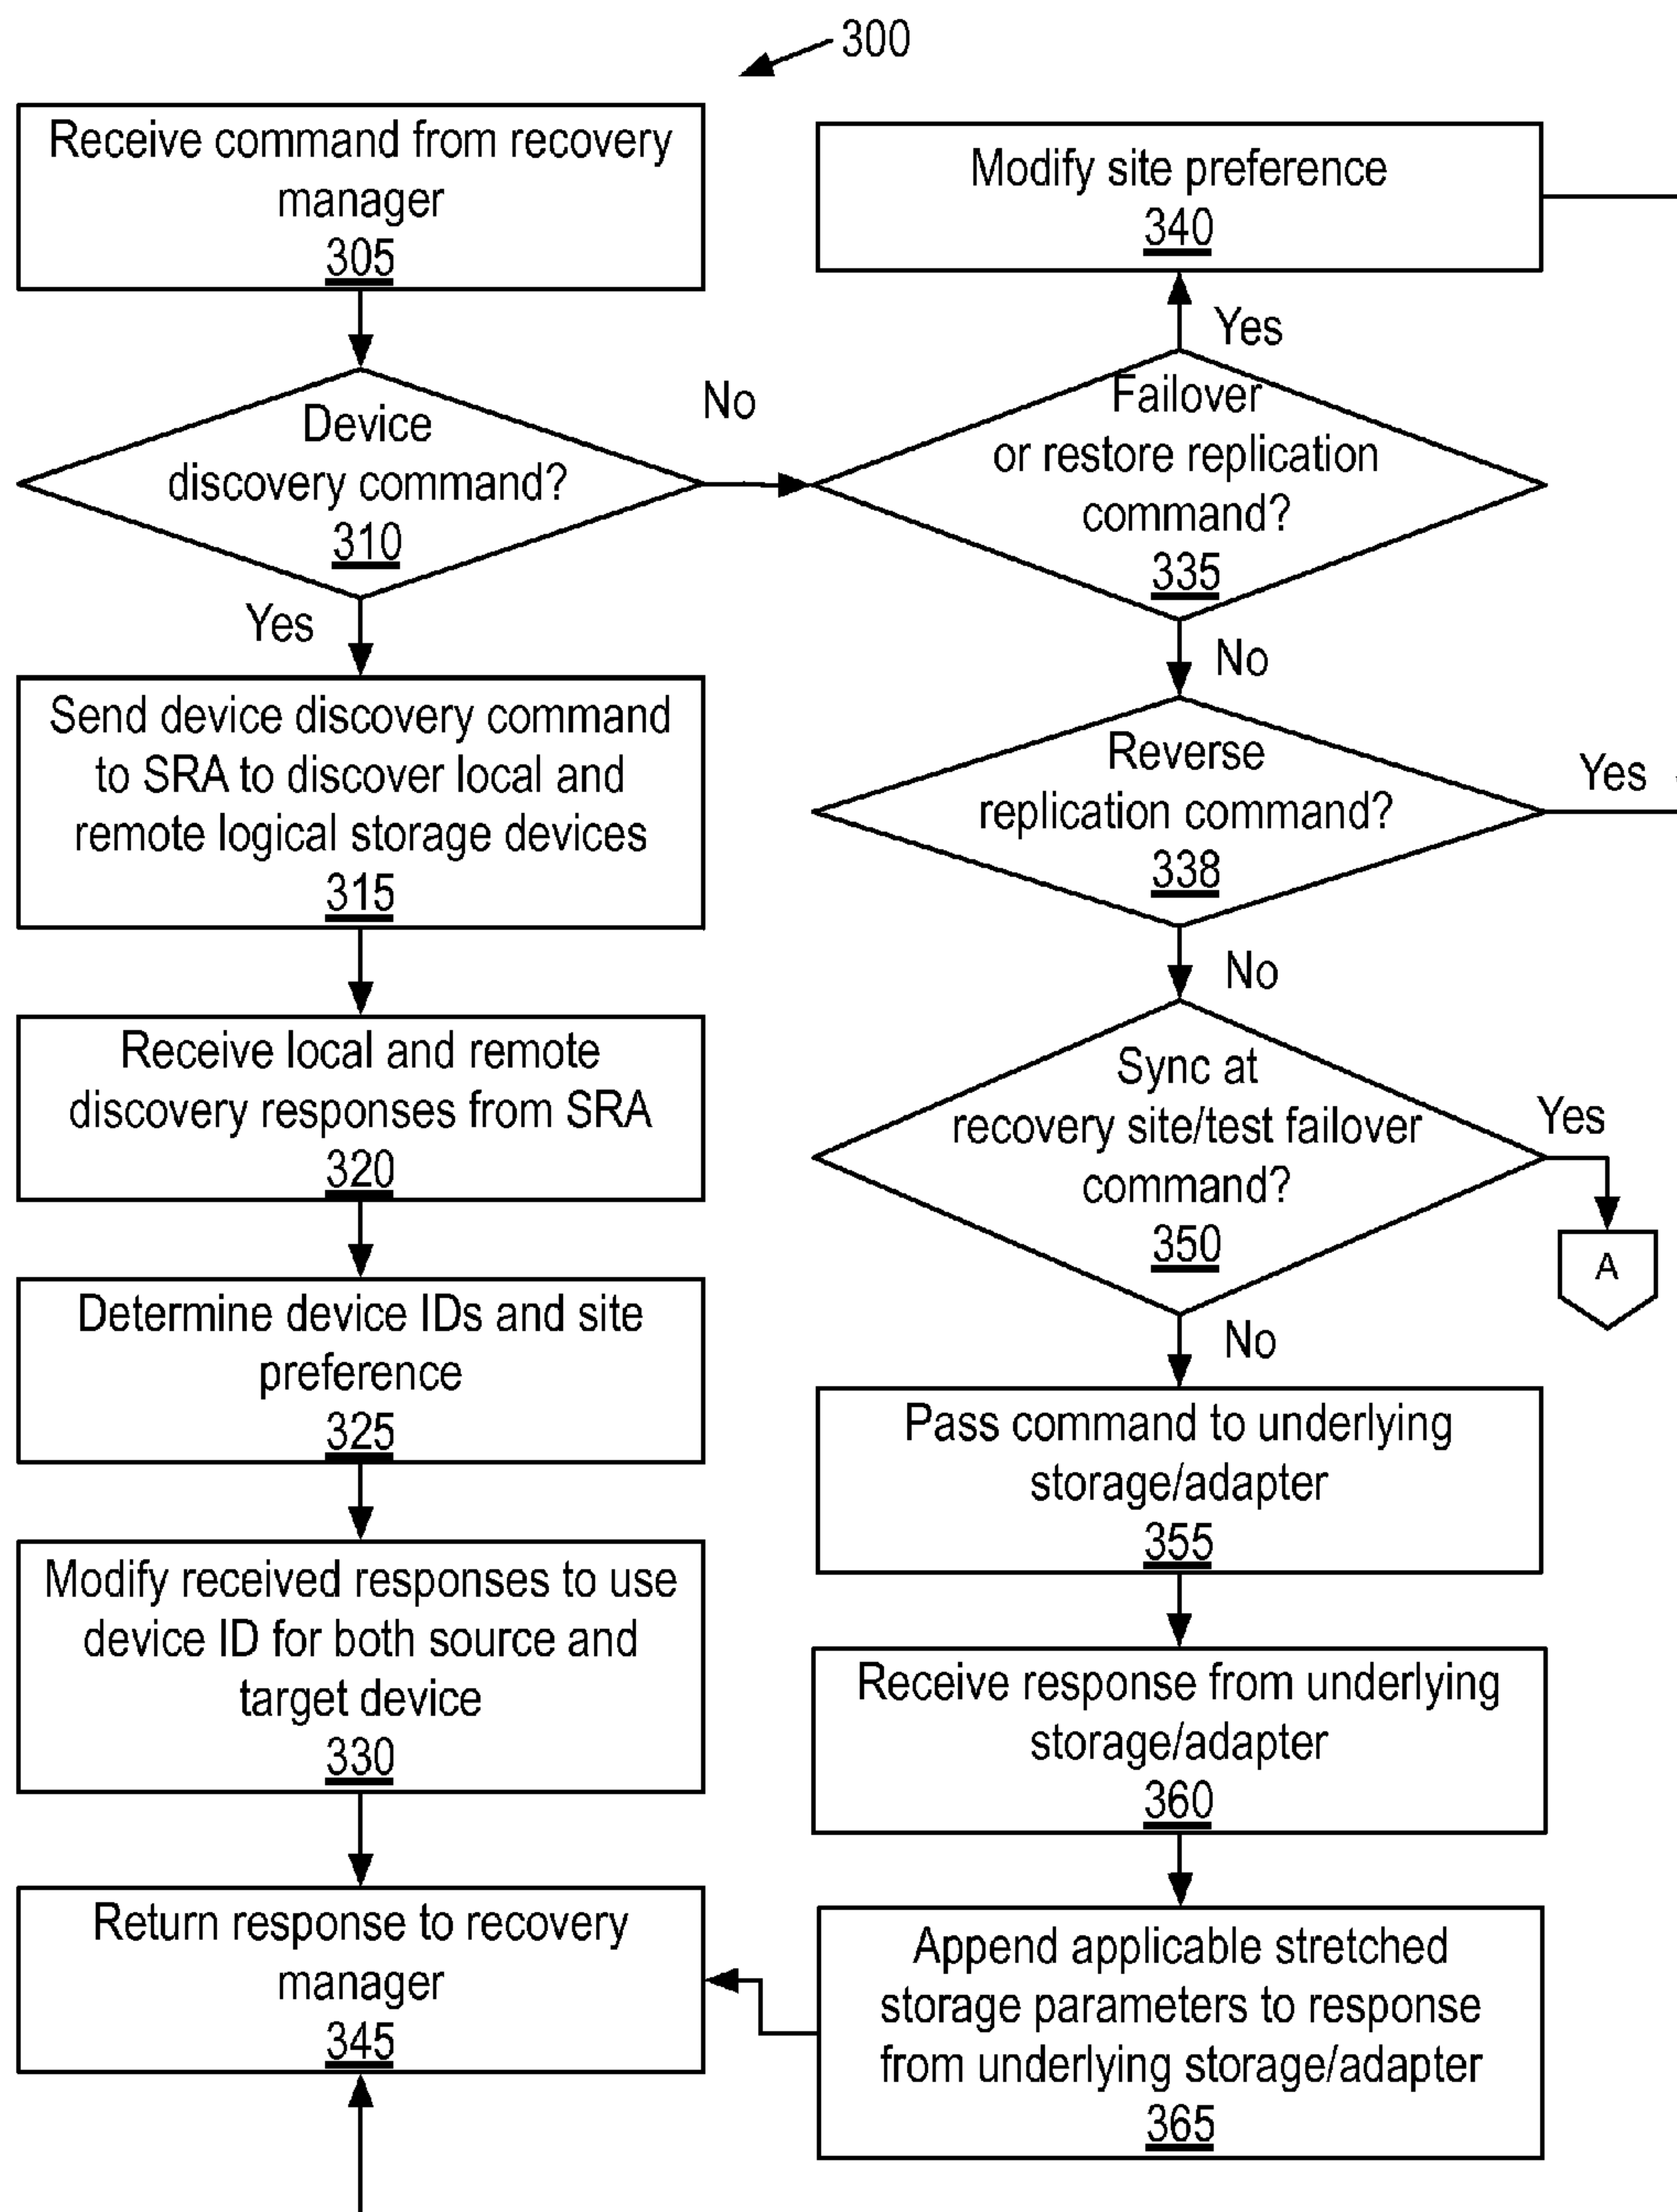 300
Receive command from recovery
manager
305
Device
discovery command?
310
No
Yes
Send device discovery command
to SRA to discover local and
remote logical storage devices
315
Receive local and remote
discovery responses from SRA
320
Determine device IDs and site
preference
325
Modify received responses to use
device ID for both source and
target device
330
Return response to recovery
manager
345
Modify site preference
340
Yes
Failover
or restore replication
command?
335
No
Reverse
replication command?
338
Yes
No
Sync at
recovery site/test failover
command?
350
Yes
A
No
Pass command to underlying
storage/adapter
355
Receive response from underlying
storage/adapter
360
Append applicable stretched
storage parameters to response
from underlying storage/adapter
365